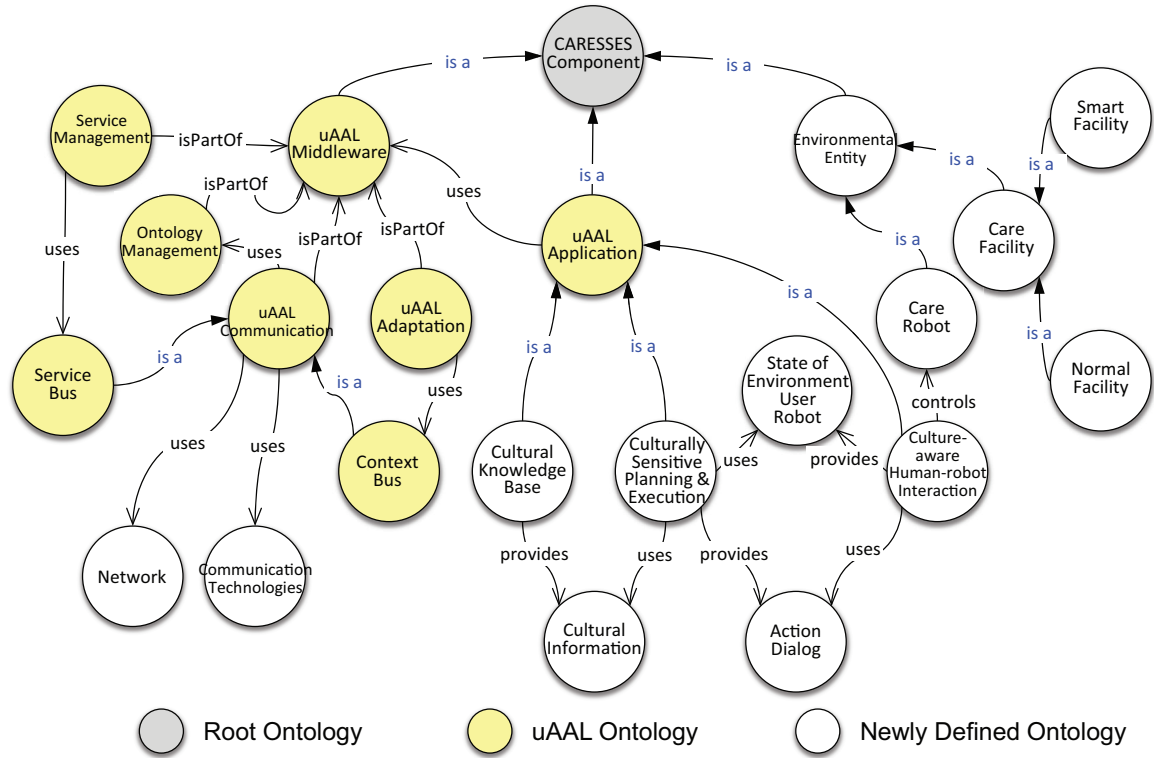 CARESSES
Component
is a
is a
Service
Management
isPartOf
uAAL
Middleware
Environmental
Entity
Smart
Facility
is a
is a
is a
isPartOf
uses
Ontology
Management
isPartOf
isPartOf
uAAL
Application
is a
Care
Facility
uses
uses
uAAL
Communication
uAAL
Adaptation
is a
Care
Robot
is a
is a
Service
Bus
is a
uses
is a
is a
is a
State of
Environment
User
Robot
controls
Normal
Facility
uses
uses
Context
Bus
Cultural
Knowledge
Base
Culturally
Sensitive
Planning &
Execution
uses
provides
Culture-
aware
Human-robot
Interaction
Network
Communication
Technologies
provides
uses
provides
uses
Cultural
Information
Action
Dialog
Root Ontology
uAAL Ontology
Newly Defined Ontology